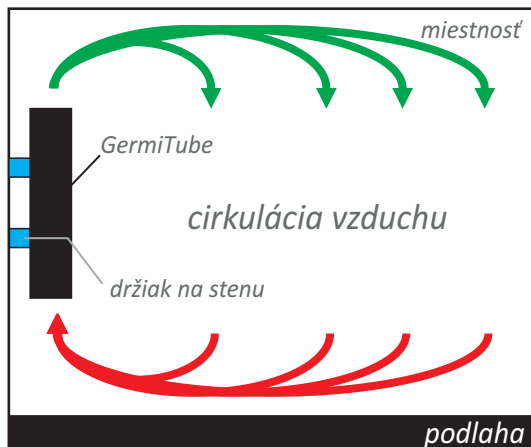 miestnosť
GermiTube
cirkulácia vzduchu
držiak na stenu
podlaha